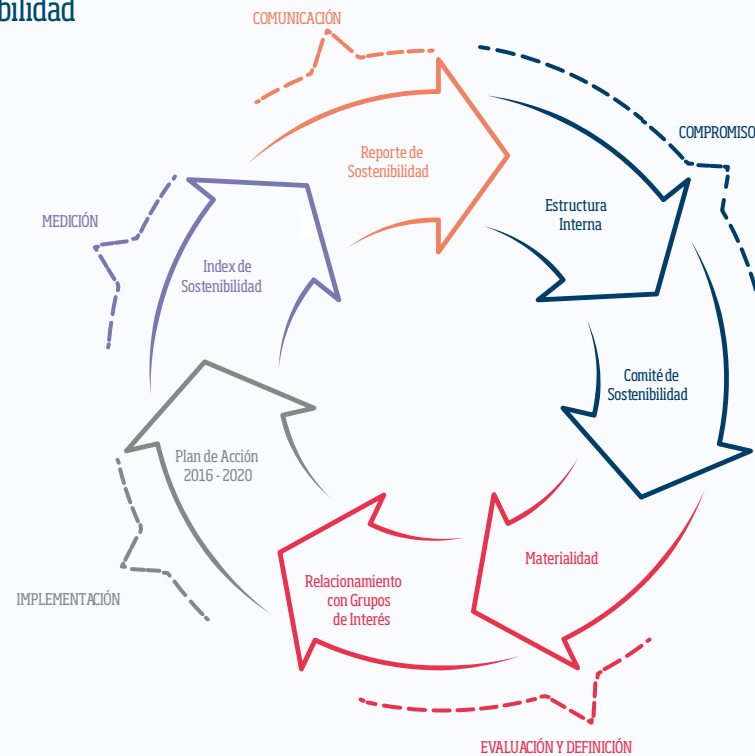 bilidad
COMUNICACIÓN
Reporte de
Sostenibilidad
COMPROMISO
Estructura
Interna
Comité de
Sostenibilidad
Materialidad
EVALUACIÓN Y DEFINICIÓN
Relacionamiento
con Grupos
de Interés
Plan de Acción
2016 - 2020
IMPLEMENTACIÓN
Index de
Sostenibilidad
MEDICIÓN